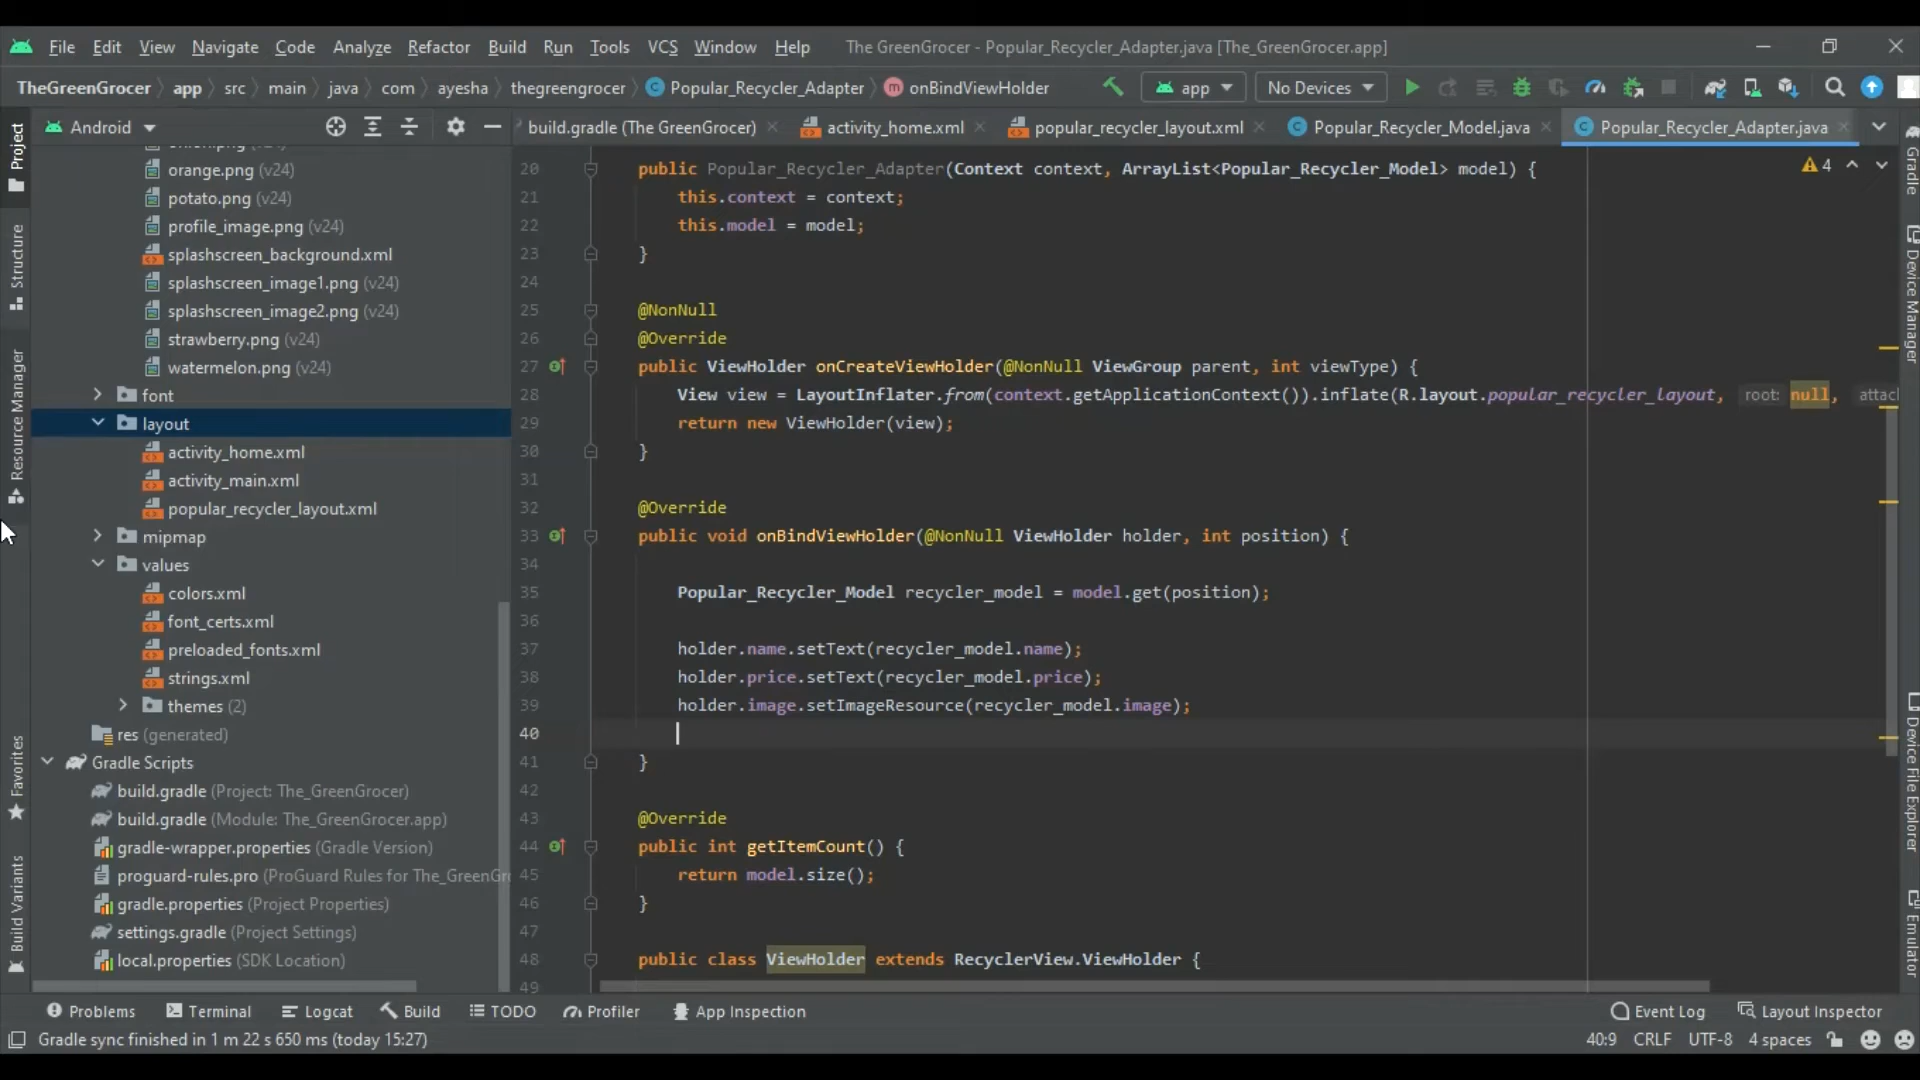 File Edit View Navigate Code Analyze Refactor Build Run Tools VCS Window Help The GreenGrocer - Popular_Recycler_Adapter.java [The_GreenGrocer.app]
TheGreenGrocer app src main java com ayesha thegreengrocer Popular_Recycler_Adapter onBindViewHolder app No Devices
Android
build.gradle (The GreenGrocer) activity_home.xml popular_recycler_layout.xml Popular_Recycler_Model.java Popular_Recycler_Adapter.java
Project
Structure
Resource Manager
Favorites
Build Variants
orange.png (v24)
potato.png (v24)
profile_image.png (v24)
splashscreen_background.xml
splashscreen_image1.png (v24)
splashscreen_image2.png (v24)
strawberry.png (v24)
watermelon.png (v24)
font
layout
activity_home.xml
activity_main.xml
popular_recycler_layout.xml
mipmap
values
colors.xml
font_certs.xml
preloaded_fonts.xml
strings.xml
themes (2)
res (generated)
Gradle Scripts
build.gradle (Project: The_GreenGrocer)
build.gradle (Module: The_GreenGrocer.app)
gradle-wrapper.properties (Gradle Version)
proguard-rules.pro (ProGuard Rules for The_GreenGr
gradle.properties (Project Properties)
settings.gradle (Project Settings)
local.properties (SDK Location)
20 public Popular_Recycler_Adapter(Context context, ArrayList<Popular_Recycler_Model> model) {
21 this.context = context;
22 this.model = model;
23 }
24
25 @NonNull
26 @Override
27 public ViewHolder onCreateViewHolder(@NonNull ViewGroup parent, int viewType) {
28 View view = LayoutInflater.from(context.getApplicationContext()).inflate(R.layout.popular_recycler_layout, root: null, attach
29 return new ViewHolder(view);
30 }
31
32 @Override
33 public void onBindViewHolder(@NonNull ViewHolder holder, int position) {
34
35 Popular_Recycler_Model recycler_model = model.get(position);
36
37 holder.name.setText(recycler_model.name);
38 holder.price.setText(recycler_model.price);
39 holder.image.setImageResource(recycler_model.image);
40
41 }
42
43 @Override
44 public int getItemCount() {
45 return model.size();
46 }
47
48 public class ViewHolder extends RecyclerView.ViewHolder {
49
4
Gradle
Device Manager
Device File Explorer
Emulator
Problems Terminal Logcat Build TODO Profiler App Inspection Event Log Layout Inspector
Gradle sync finished in 1 m 22 s 650 ms (today 15:27) 40:9 CRLF UTF-8 4 spaces